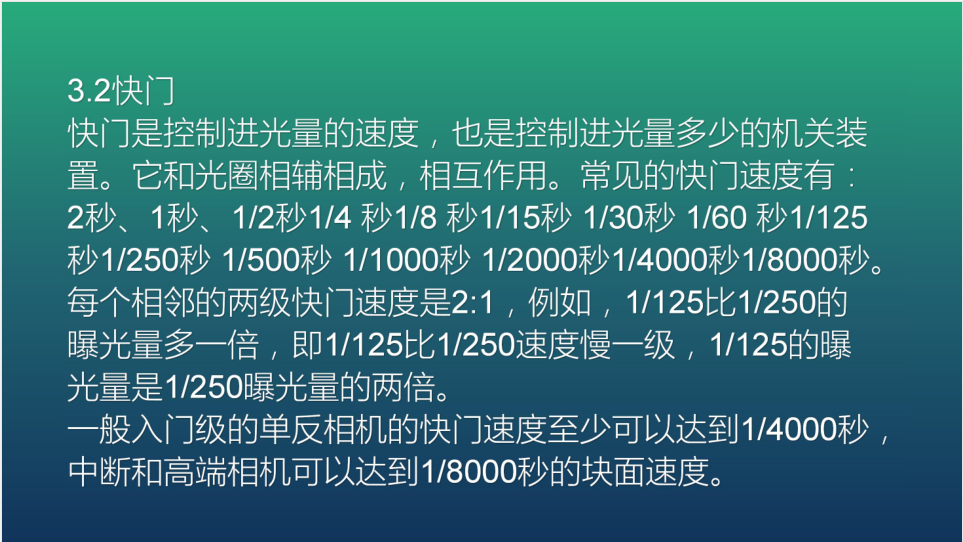 3.2快门
快门是控制进光量的速度，也是控制进光量多少的机关装
置。它和光圈相辅相成，相互作用。常见的快门速度有：
2秒、1秒、1/2秒1/4 秒1/8 秒1/15秒 1/30秒 1/60 秒1/125
秒1/250秒 1/500秒 1/1000秒 1/2000秒1/4000秒1/8000秒。
每个相邻的两级快门速度是2:1，例如，1/125比1/250的
曝光量多一倍，即1/125比1/250速度慢一级，1/125的曝
光量是1/250曝光量的两倍。
一般入门级的单反相机的快门速度至少可以达到1/4000秒，
中断和高端相机可以达到1/8000秒的块面速度。